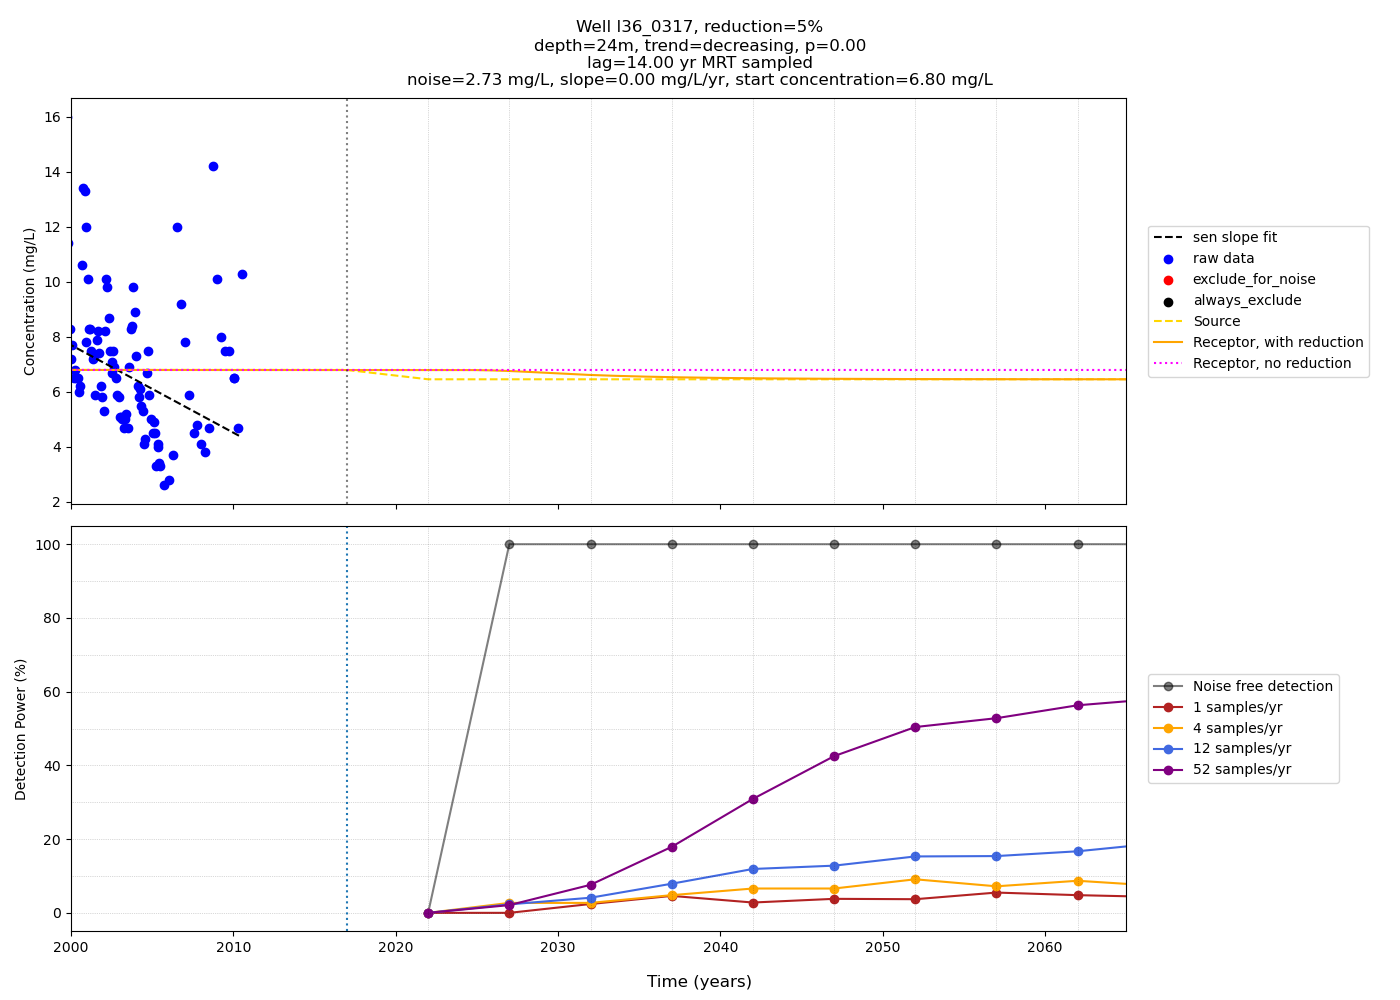 Well l36_0317, reduction=5%
depth=24m, trend=decreasing, p=0.00
lag=14.00 yr MRT sampled
noise=2.73 mg/L, slope=0.00 mg/L/yr, start concentration=6.80 mg/L
16
14
12
10
8
6
4
2
Concentration (mg/L)
sen slope fit
raw data
exclude_for_noise
always_exclude
Source
Receptor, with reduction
Receptor, no reduction
100
80
60
40
20
0
Detection Power (%)
Noise free detection
1 samples/yr
4 samples/yr
12 samples/yr
52 samples/yr
2000
2010
2020
2030
2040
2050
2060
Time (years)